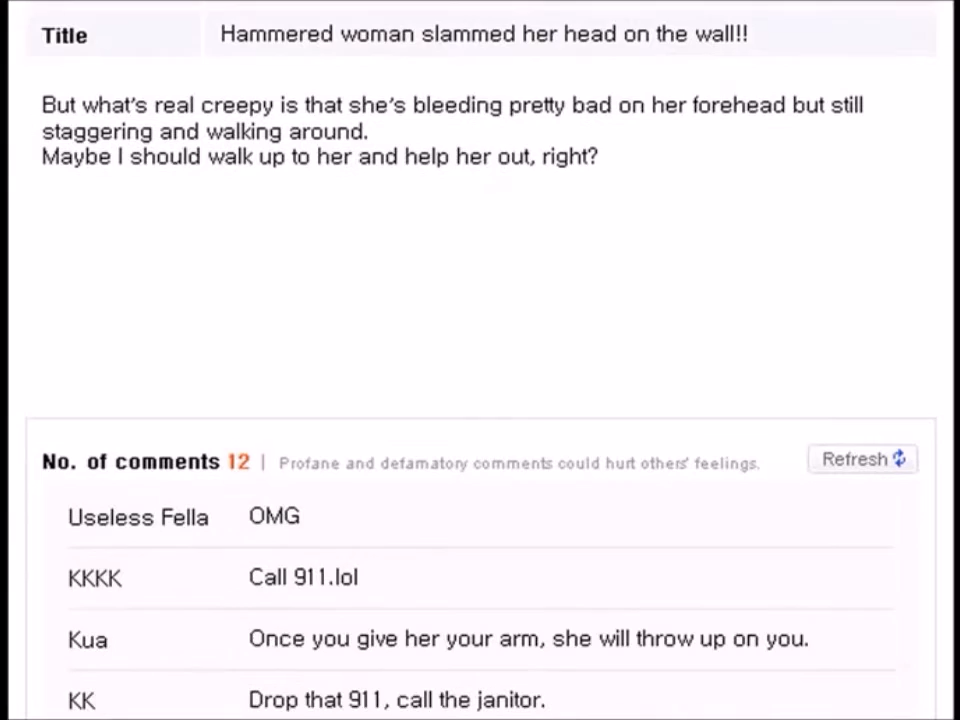 Title Hammered woman slammed her head on the wall!!
But what's real creepy is that she's bleeding pretty bad on her forehead but still
staggering and walking around.
Maybe I should walk up to her and help her out, right?
No. of comments 12 | Profane and defamatory comments could hurt others' feelings. Refresh
Useless Fella OMG
KKKK Call 911.lol
Kua Once you give her your arm, she will throw up on you.
KK Drop that 911, call the janitor.